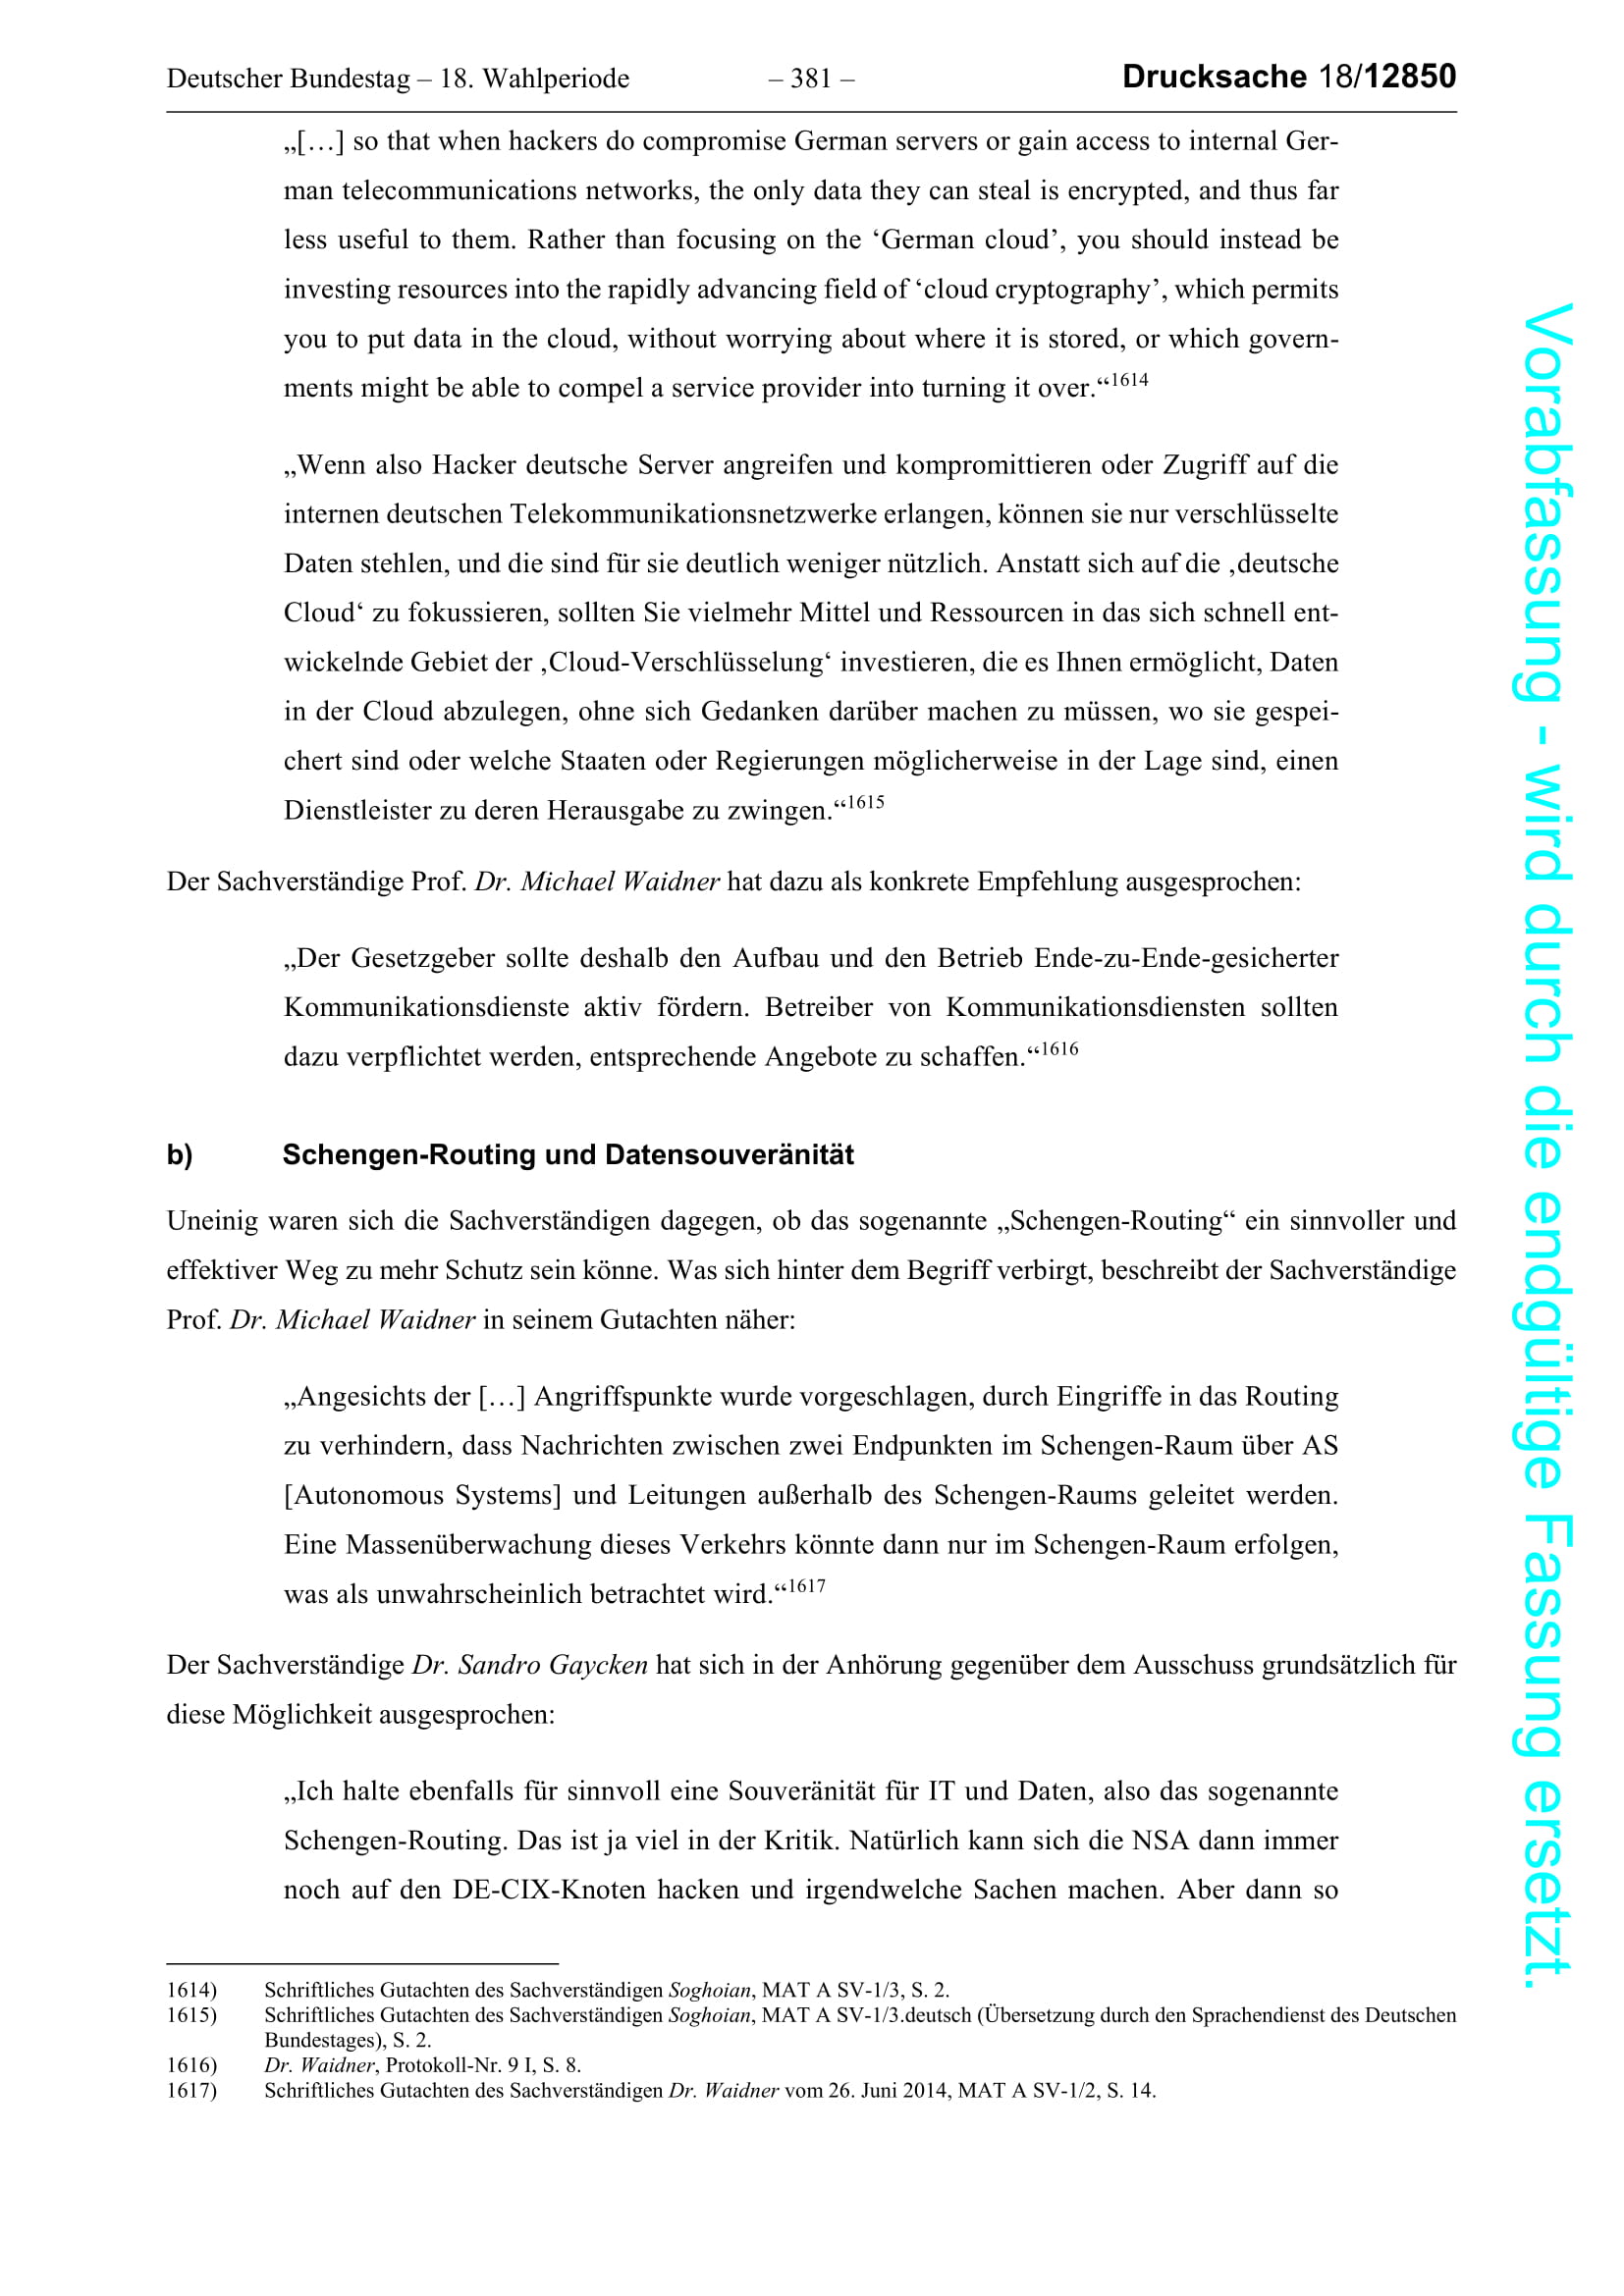 Deutscher Bundestag – 18. Wahlperiode – 381 – Drucksache 18/12850
„[…] so that when hackers do compromise German servers or gain access to internal Ger-
man telecommunications networks, the only data they can steal is encrypted, and thus far
less useful to them. Rather than focusing on the ‘German cloud’, you should instead be
investing resources into the rapidly advancing field of ‘cloud cryptography’, which permits
you to put data in the cloud, without worrying about where it is stored, or which govern-
ments might be able to compel a service provider into turning it over.“1614
„Wenn also Hacker deutsche Server angreifen und kompromittieren oder Zugriff auf die
internen deutschen Telekommunikationsnetzwerke erlangen, können sie nur verschlüsselte
Daten stehlen, und die sind für sie deutlich weniger nützlich. Anstatt sich auf die ‚deutsche
Cloud‘ zu fokussieren, sollten Sie vielmehr Mittel und Ressourcen in das sich schnell ent-
wickelnde Gebiet der ‚Cloud-Verschlüsselung‘ investieren, die es Ihnen ermöglicht, Daten
in der Cloud abzulegen, ohne sich Gedanken darüber machen zu müssen, wo sie gespei-
chert sind oder welche Staaten oder Regierungen möglicherweise in der Lage sind, einen
Dienstleister zu deren Herausgabe zu zwingen.“1615
Der Sachverständige Prof. Dr. Michael Waidner hat dazu als konkrete Empfehlung ausgesprochen:
„Der Gesetzgeber sollte deshalb den Aufbau und den Betrieb Ende-zu-Ende-gesicherter
Kommunikationsdienste aktiv fördern. Betreiber von Kommunikationsdiensten sollten
dazu verpflichtet werden, entsprechende Angebote zu schaffen.“1616
b) Schengen-Routing und Datensouveränität
Uneinig waren sich die Sachverständigen dagegen, ob das sogenannte „Schengen-Routing“ ein sinnvoller und
effektiver Weg zu mehr Schutz sein könne. Was sich hinter dem Begriff verbirgt, beschreibt der Sachverständige
Prof. Dr. Michael Waidner in seinem Gutachten näher:
„Angesichts der […] Angriffspunkte wurde vorgeschlagen, durch Eingriffe in das Routing
zu verhindern, dass Nachrichten zwischen zwei Endpunkten im Schengen-Raum über AS
[Autonomous Systems] und Leitungen außerhalb des Schengen-Raums geleitet werden.
Eine Massenüberwachung dieses Verkehrs könnte dann nur im Schengen-Raum erfolgen,
was als unwahrscheinlich betrachtet wird.“1617
Der Sachverständige Dr. Sandro Gaycken hat sich in der Anhörung gegenüber dem Ausschuss grundsätzlich für
diese Möglichkeit ausgesprochen:
„Ich halte ebenfalls für sinnvoll eine Souveränität für IT und Daten, also das sogenannte
Schengen-Routing. Das ist ja viel in der Kritik. Natürlich kann sich die NSA dann immer
noch auf den DE-CIX-Knoten hacken und irgendwelche Sachen machen. Aber dann so
1614) Schriftliches Gutachten des Sachverständigen Soghoian, MAT A SV-1/3, S. 2.
1615) Schriftliches Gutachten des Sachverständigen Soghoian, MAT A SV-1/3.deutsch (Übersetzung durch den Sprachendienst des Deutschen
Bundestages), S. 2.
1616) Dr. Waidner, Protokoll-Nr. 9 I, S. 8.
1617) Schriftliches Gutachten des Sachverständigen Dr. Waidner vom 26. Juni 2014, MAT A SV-1/2, S. 14.
Vorabfassung - wird durch die endgültige Fassung ersetzt.